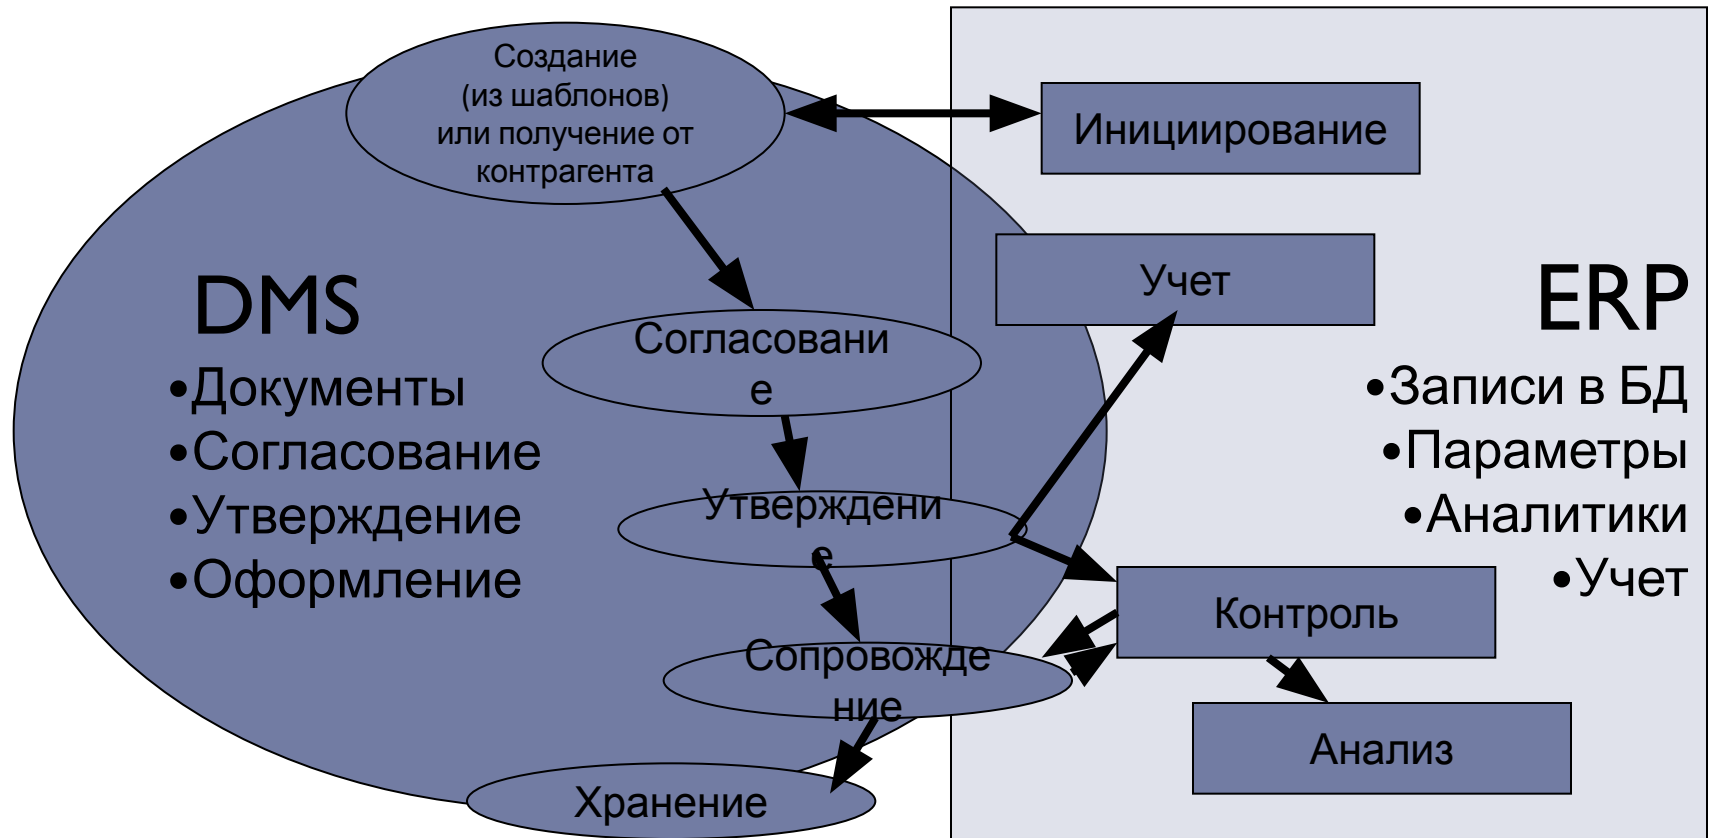 Создание
(из шаблонов)
или получение от
контрагента
Инициирование
Учет
DMS
•Документы
•Согласование
•Утверждение
•Оформление
Согласовани
е
Утверждени
е
Сопровожде
ние
Хранение
ERP
•Записи в БД
•Параметры
•Аналитики
•Учет
Контроль
Анализ